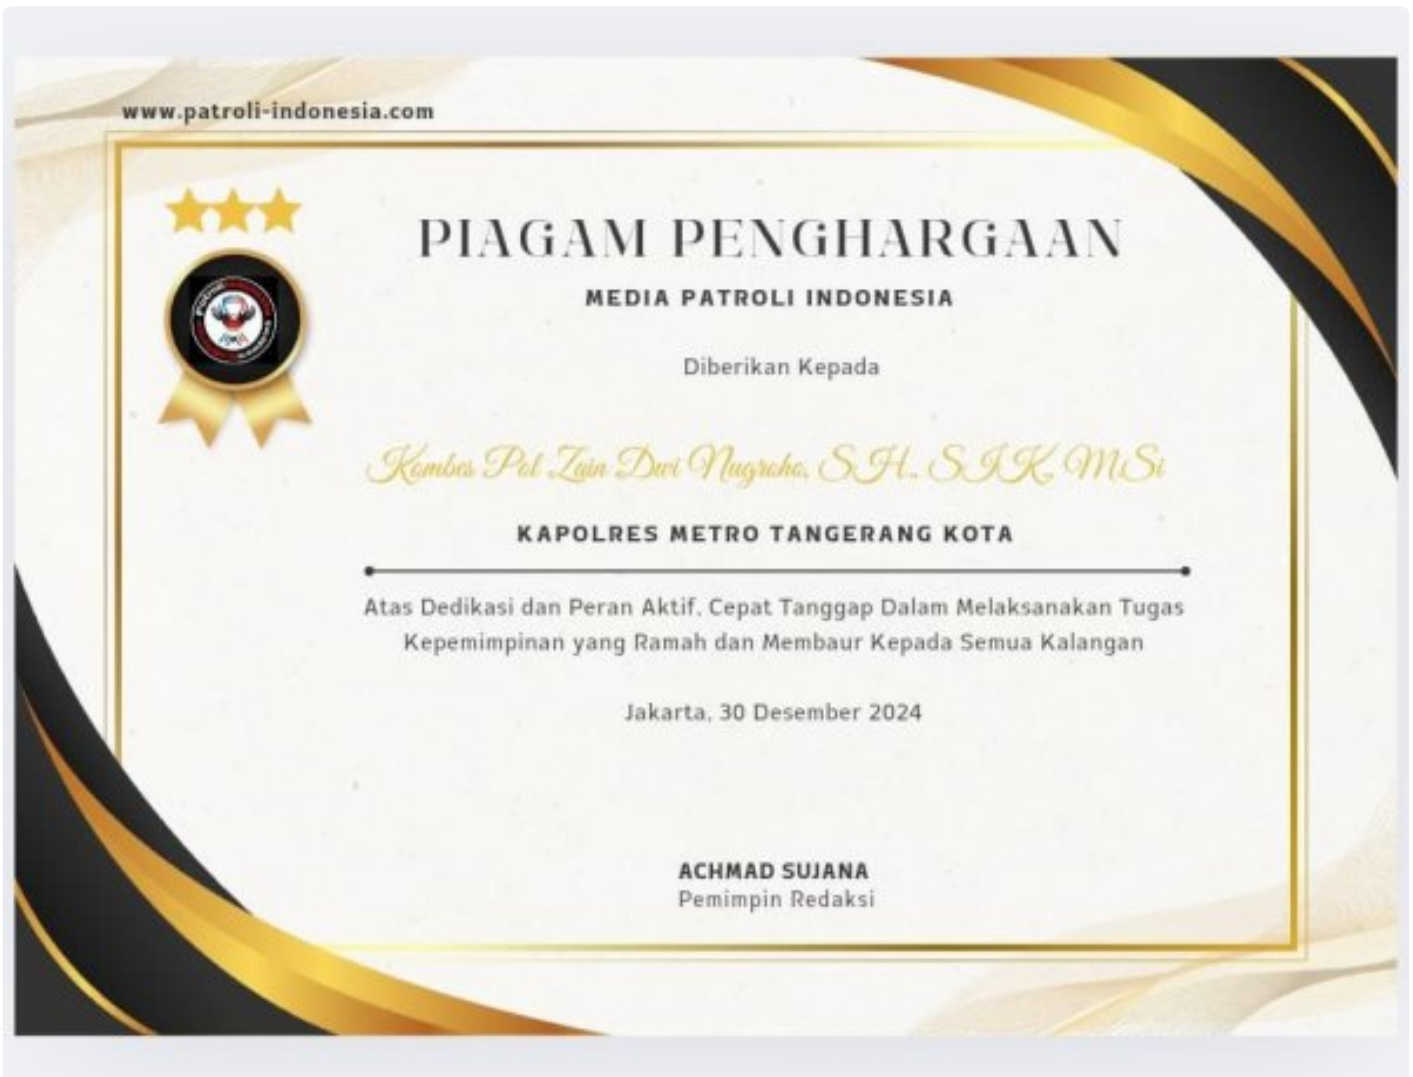 www.patroli-indonesia.com
PIAGAM PENGHARGAAN
MEDIA PATROLI INDONESIA
Diberikan Kepada
Kombes Pol Zain Dwi Nugroho, S.H., S.I.K, M.Si
KAPOLRES METRO TANGERANG KOTA
Atas Dedikasi dan Peran Aktif, Cepat Tanggap Dalam Melaksanakan Tugas
Kepemimpinan yang Ramah dan Membaur Kepada Semua Kalangan
Jakarta, 30 Desember 2024
ACHMAD SUJANA
Pemimpin Redaksi